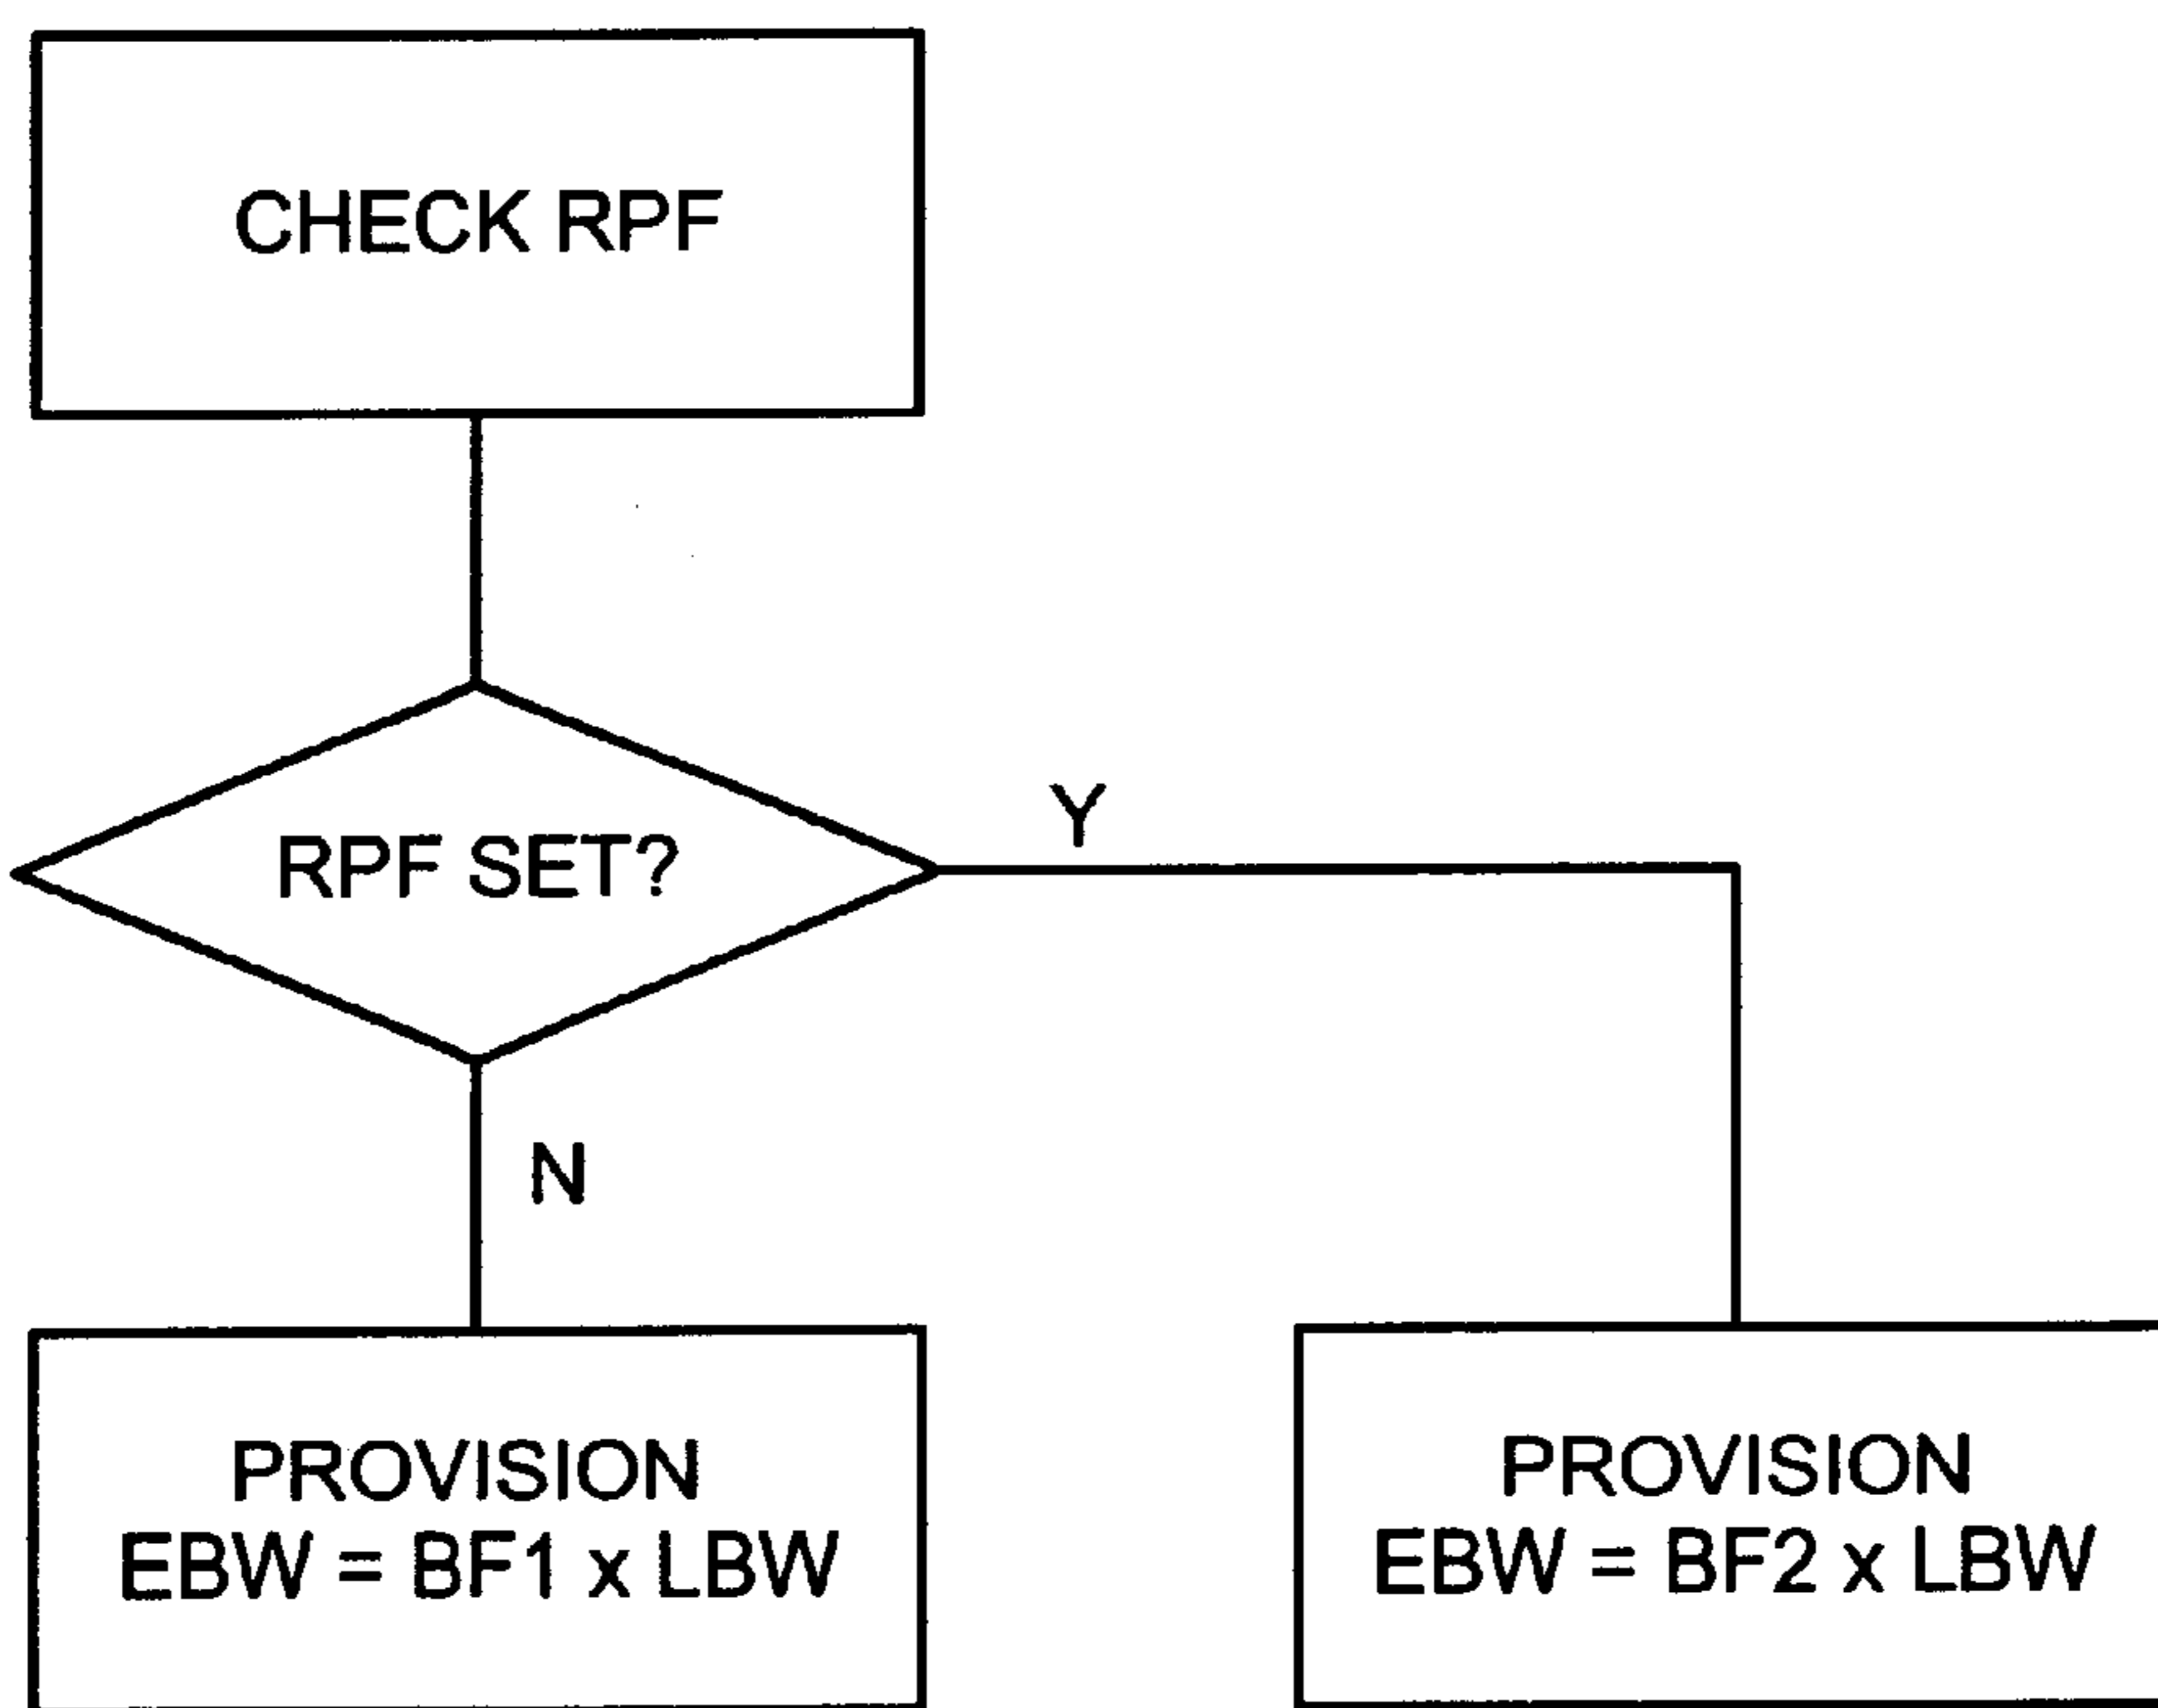 CHECK RPF
RPF SET?
Y
N
PROVISION
EBW = BF1 x LBW
PROVISION
EBW = BF2 x LBW